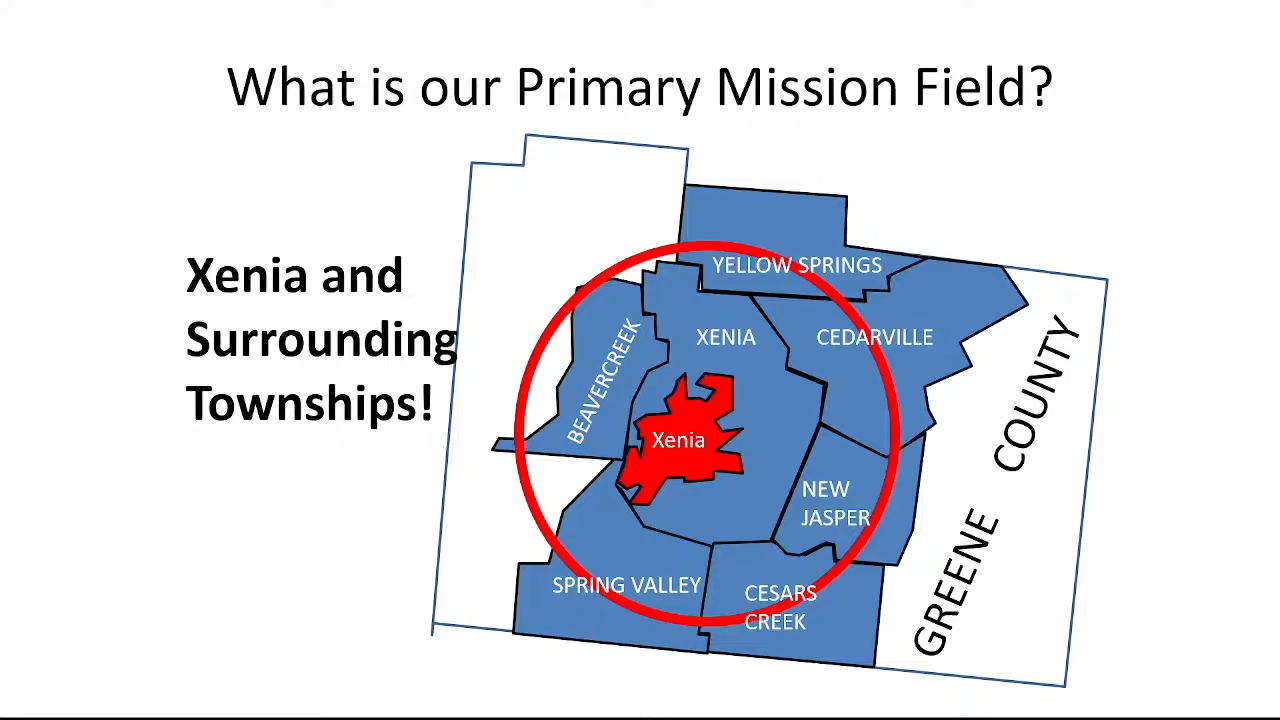 What is our Primary Mission Field?
Xenia and
Surrounding
Townships!
YELLOW SPRINGS
XENIA
CEDARVILLE
BEAVERCREEK
Xenia
NEW
JASPER
SPRING VALLEY
CESARS
CREEK
GREENE COUNTY